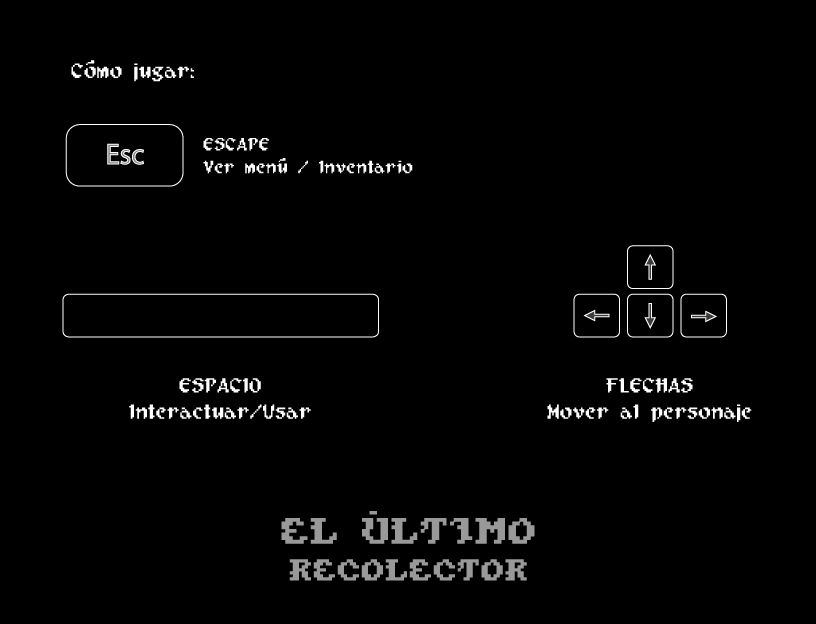 Cómo jugar:
Esc
ESCAPE
Ver menú / Inventario
ESPACIO
Interactuar/Usar
FLECHAS
Mover al personaje
EL ÚLTIMO
RECOLECTOR